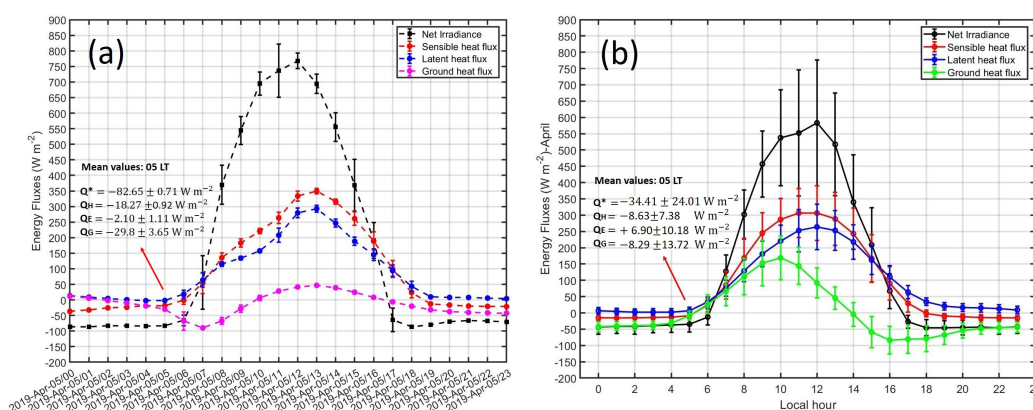 (a)
Net Irradiance
Sensible heat flux
Latent heat flux
Ground heat flux
Energy Fluxes (W m⁻²)
900
850
800
750
700
650
600
550
500
450
400
350
300
250
200
150
100
50
0
-50
-100
-150
-200
Mean values: 05 LT
Q* = −82.65 ± 0.71 W m⁻²
QH= −18.27 ±0.92 W m⁻²
QE= −2.10 ± 1.11 W m⁻²
QG= −29.8 ± 3.65 W m⁻²
2019-Apr-05/00
2019-Apr-05/01
2019-Apr-05/02
2019-Apr-05/03
2019-Apr-05/04
2019-Apr-05/05
2019-Apr-05/06
2019-Apr-05/07
2019-Apr-05/08
2019-Apr-05/09
2019-Apr-05/10
2019-Apr-05/11
2019-Apr-05/12
2019-Apr-05/13
2019-Apr-05/14
2019-Apr-05/15
2019-Apr-05/16
2019-Apr-05/17
2019-Apr-05/18
2019-Apr-05/19
2019-Apr-05/20
2019-Apr-05/21
2019-Apr-05/22
2019-Apr-05/23
(b)
Net Irradiance
Sensible heat flux
Latent heat flux
Ground heat flux
Energy Fluxes (W m⁻²)-April
900
850
800
750
700
650
600
550
500
450
400
350
300
250
200
150
100
50
0
-50
-100
-150
-200
Mean values: 05 LT
Q* = −34.41 ± 24.01 W m⁻²
QH= −8.63±7.38 W m⁻²
QE = + 6.90±10.18 W m⁻²
QG= −8.29 ±13.72 W m⁻²
0 2 4 6 8 10 12 14 16 18 20 22
Local hour